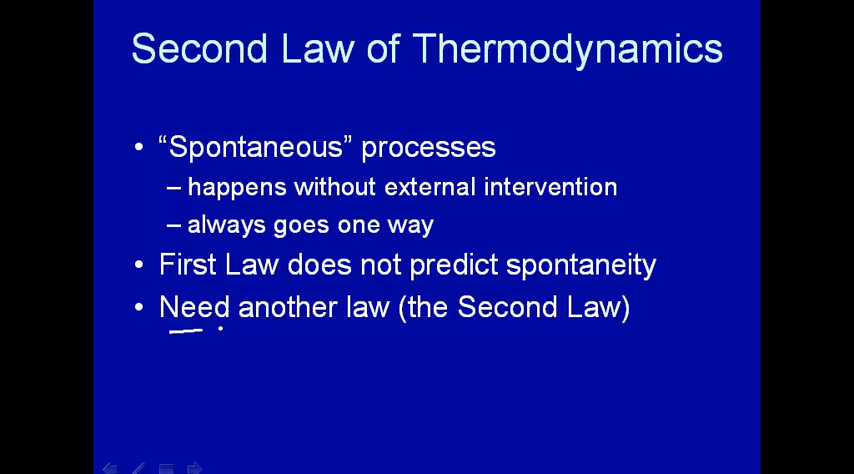 Second Law of Thermodynamics
• “Spontaneous” processes
– happens without external intervention
– always goes one way
• First Law does not predict spontaneity
• Need another law (the Second Law)